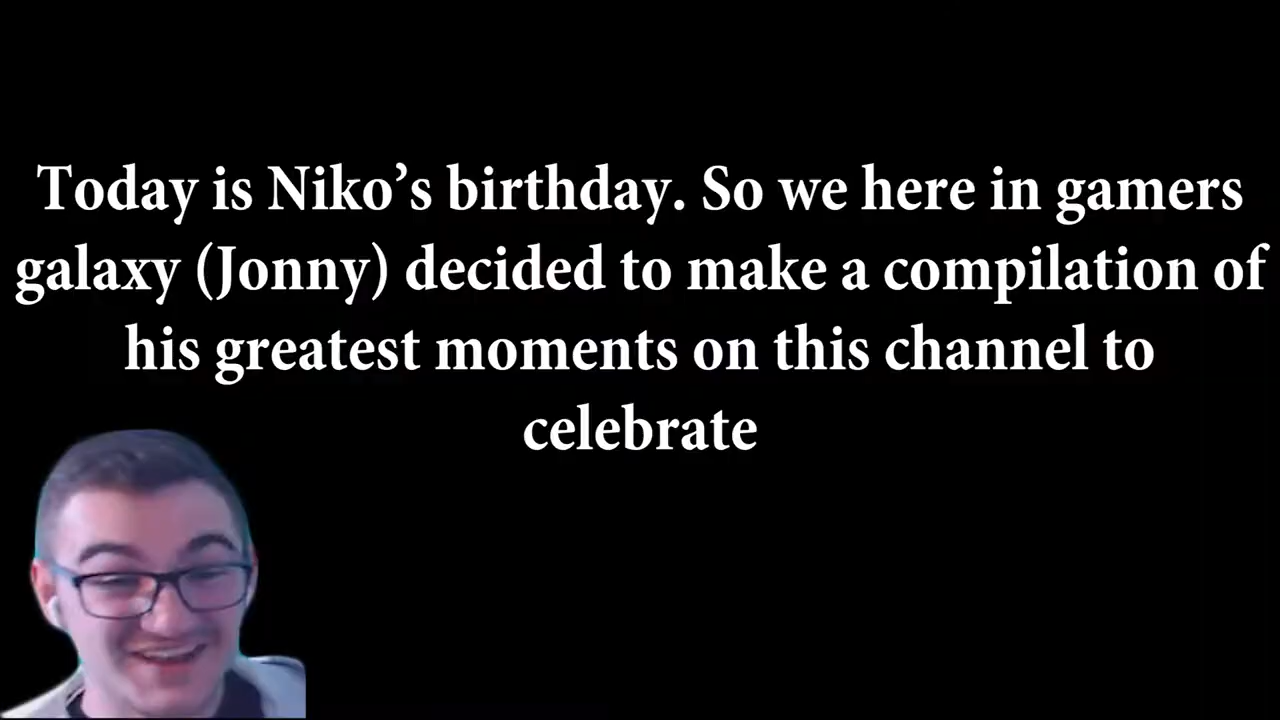 Today is Niko’s birthday. So we here in gamers
galaxy (Jonny) decided to make a compilation of
his greatest moments on this channel to
celebrate